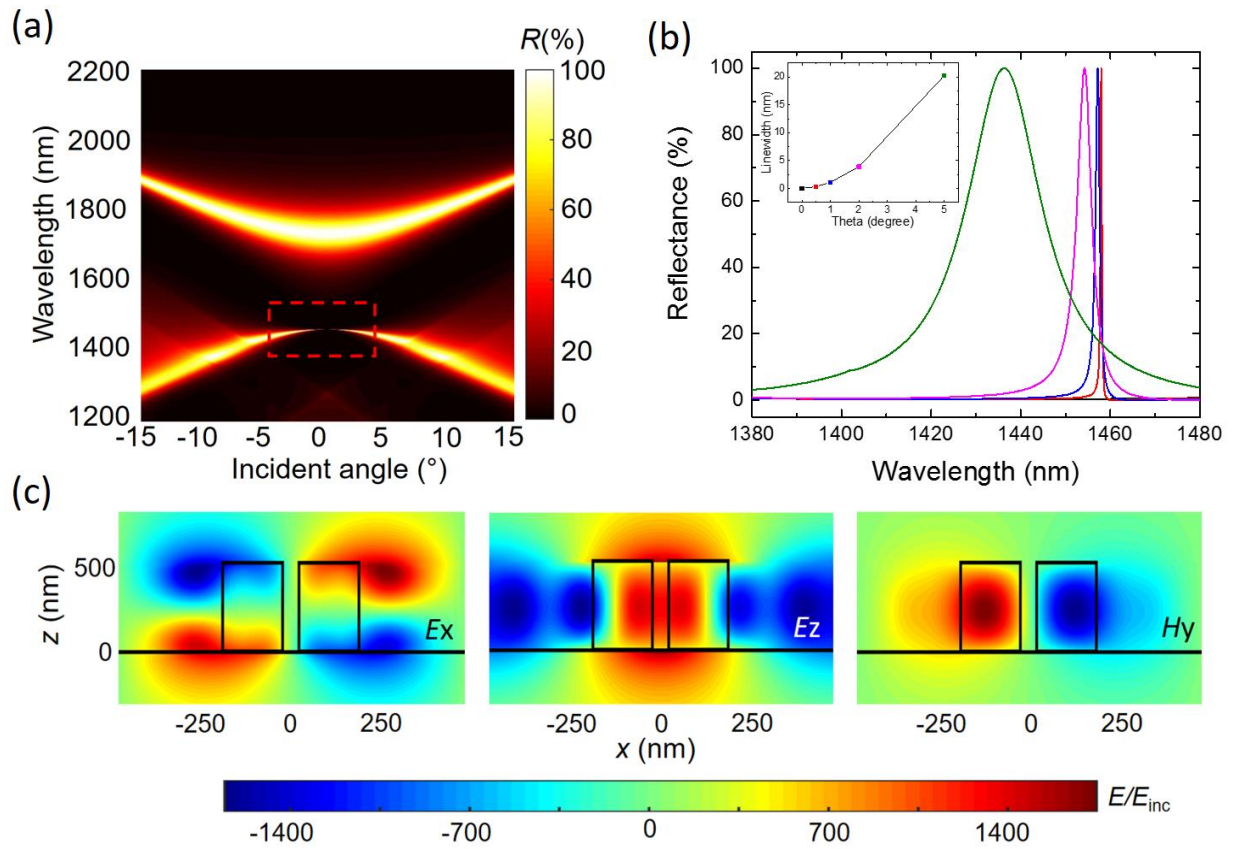 (a)
R(%)
2200
2000
1800
1600
1400
1200
Wavelength (nm)
-15 -10 -5 0 5 10 15
Incident angle (°)
100
80
60
40
20
0
(b)
100
80
60
40
20
0
Reflectance (%)
1380 1400 1420 1440 1460 1480
Wavelength (nm)
20
15
10
5
0
Linewidth (nm)
0 1 2 3 4 5
Theta (degree)
(c)
500
0
z (nm)
Ex
Ez
Hy
-250 0 250
-250 0 250
-250 0 250
x (nm)
E/Einc
-1400 -700 0 700 1400